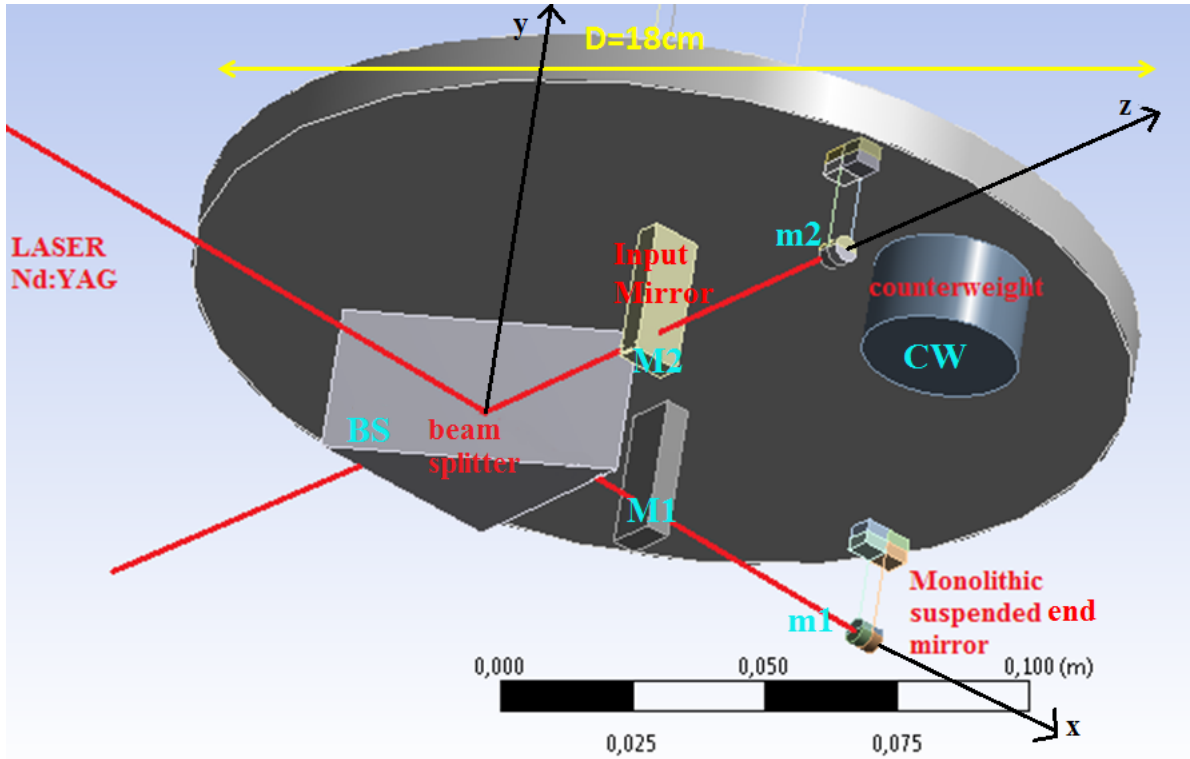 y
D=18cm
z
LASER
Nd:YAG
m2
Input
Mirror
counterweight
M2
CW
BS
beam
splitter
M1
Monolithic
suspended end
mirror
m1
0,000
0,050
0,100 (m)
x
0,025
0,075